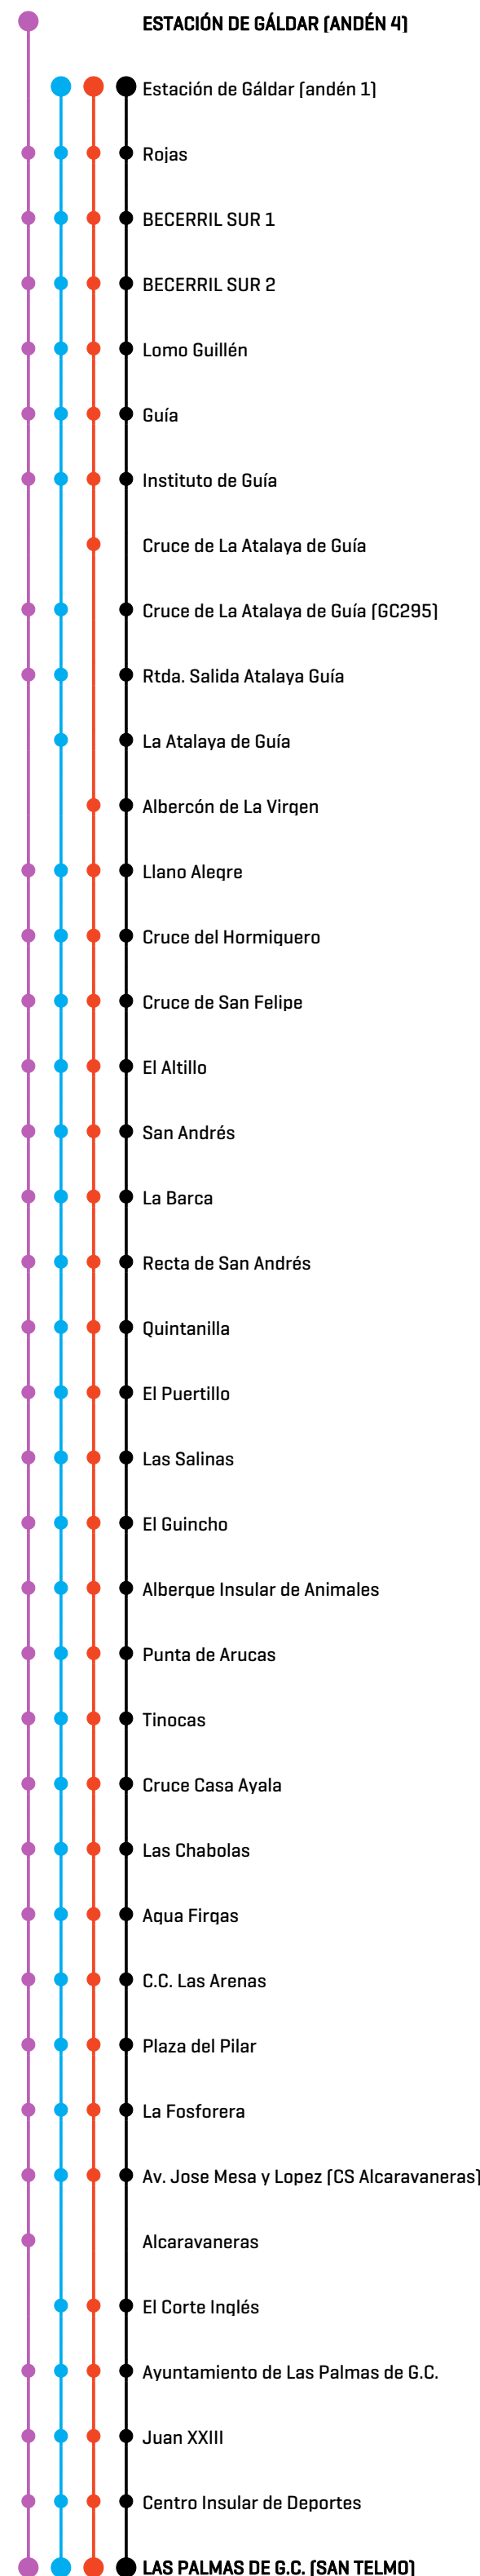 ESTACIÓN DE GÁLDAR (ANDÉN 4)
Estación de Gáldar (andén 1)
Rojas
BECERRIL SUR 1
BECERRIL SUR 2
Lomo Guillén
Guía
Instituto de Guía
Cruce de La Atalaya de Guía
Cruce de La Atalaya de Guía (GC295)
Rtda. Salida Atalaya Guía
La Atalaya de Guía
Albercón de La Virgen
Llano Alegre
Cruce del Hormiguero
Cruce de San Felipe
El Altillo
San Andrés
La Barca
Recta de San Andrés
Quintanilla
El Puertillo
Las Salinas
El Guincho
Albergue Insular de Animales
Punta de Arucas
Tinocas
Cruce Casa Ayala
Las Chabolas
Aqua Firgas
C.C. Las Arenas
Plaza del Pilar
La Fosforera
Av. Jose Mesa y Lopez (CS Alcaravaneras)
Alcaravaneras
El Corte Inglés
Ayuntamiento de Las Palmas de G.C.
Juan XXIII
Centro Insular de Deportes
LAS PALMAS DE G.C. (SAN TELMO)